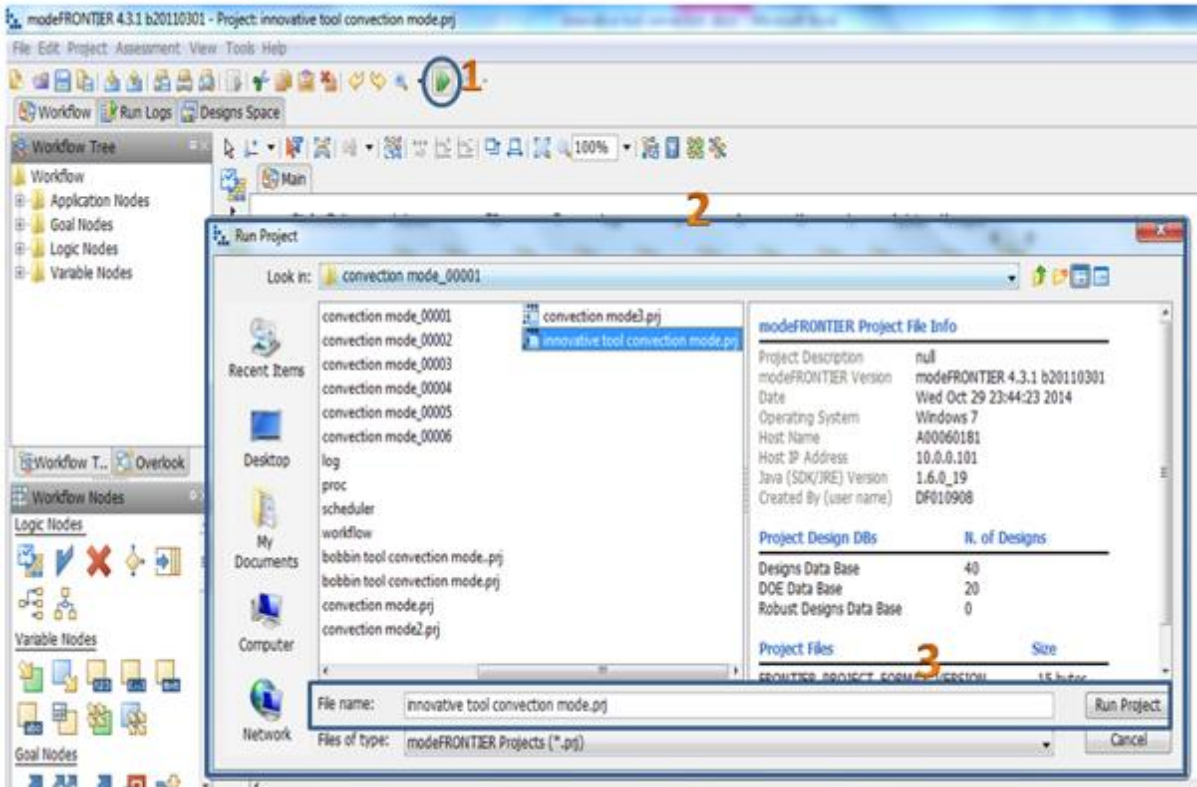 modeFRONTIER 4.3.1 b20110301 - Project: innovative tool convection mode.prj
File Edit Project Assessment View Tools Help
1
Workflow Run Logs Designs Space
Workflow Tree
100%
Workflow
Main
Application Nodes
Goal Nodes
Logic Nodes
Variable Nodes
2
Run Project
Look in: convection mode_00001
Recent Items
Desktop
My Documents
Computer
Network
convection mode_00001
convection mode_00002
convection mode_00003
convection mode_00004
convection mode_00005
convection mode_00006
log
proc
scheduler
workflow
bobbin tool convection mode..prj
bobbin tool convection mode.prj
convection mode.prj
convection mode2.prj
convection mode3.prj
innovative tool convection mode.prj
modeFRONTIER Project File Info
Project Description null
modeFRONTIER Version modeFRONTIER 4.3.1 b20110301
Date Wed Oct 29 23:44:23 2014
Operating System Windows 7
Host Name A00060181
Host IP Address 10.0.0.101
Java (SDK/JRE) Version 1.6.0_19
Created By (user name) DF010908
Project Design DBs N. of Designs
Designs Data Base 40
DOE Data Base 20
Robust Designs Data Base 0
Project Files Size
3
FRONTIER_PROJECT_FORMAT_VERSION 15 bytes
File name: innovative tool convection mode.prj Run Project
Files of type: modeFRONTIER Projects (*.prj) Cancel
Workflow T.. Overlook
Workflow Nodes
Logic Nodes
Variable Nodes
Goal Nodes